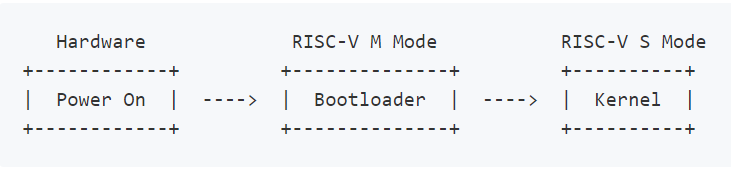 Hardware RISC-V M Mode RISC-V S Mode
+------------+ +--------------+ +----------+
| Power On | ----> | Bootloader | ----> | Kernel |
+------------+ +--------------+ +----------+